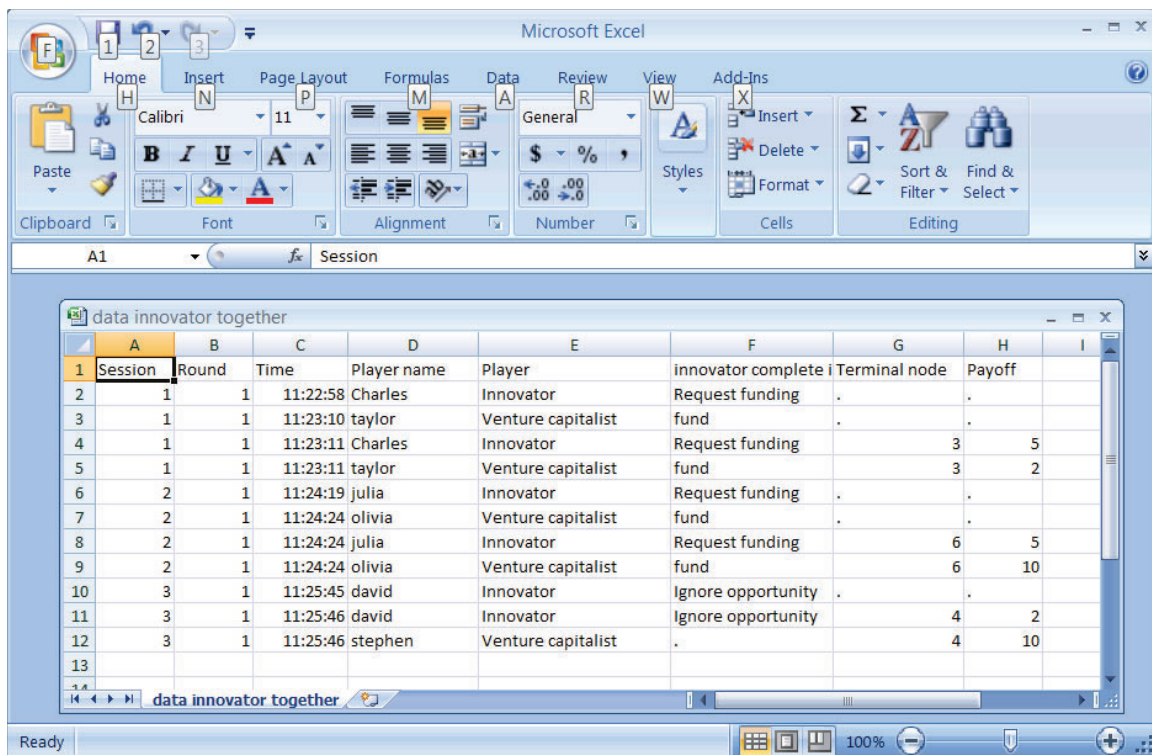 F 1 2 3 Microsoft Excel
Home Insert Page Layout Formulas Data Review View Add-Ins
H N P M A R W X
Paste
Calibri 11
B I U A A
A
General
$ % ,
.0 .00 .00 .0
Styles
Insert
Delete
Format
Σ
A Z
Sort & Filter
Find & Select
Clipboard Font Alignment Number Cells Editing
A1 fx Session
data innovator together
A B C D E F G H I
1 Session Round Time Player name Player innovator complete i Terminal node Payoff
2 1 1 11:22:58 Charles Innovator Request funding . .
3 1 1 11:23:10 taylor Venture capitalist fund . .
4 1 1 11:23:11 Charles Innovator Request funding 3 5
5 1 1 11:23:11 taylor Venture capitalist fund 3 2
6 2 1 11:24:19 julia Innovator Request funding . .
7 2 1 11:24:24 olivia Venture capitalist fund . .
8 2 1 11:24:24 julia Innovator Request funding 6 5
9 2 1 11:24:24 olivia Venture capitalist fund 6 10
10 3 1 11:25:45 david Innovator Ignore opportunity . .
11 3 1 11:25:46 david Innovator Ignore opportunity 4 2
12 3 1 11:25:46 stephen Venture capitalist . 4 10
13
data innovator together
Ready 100%